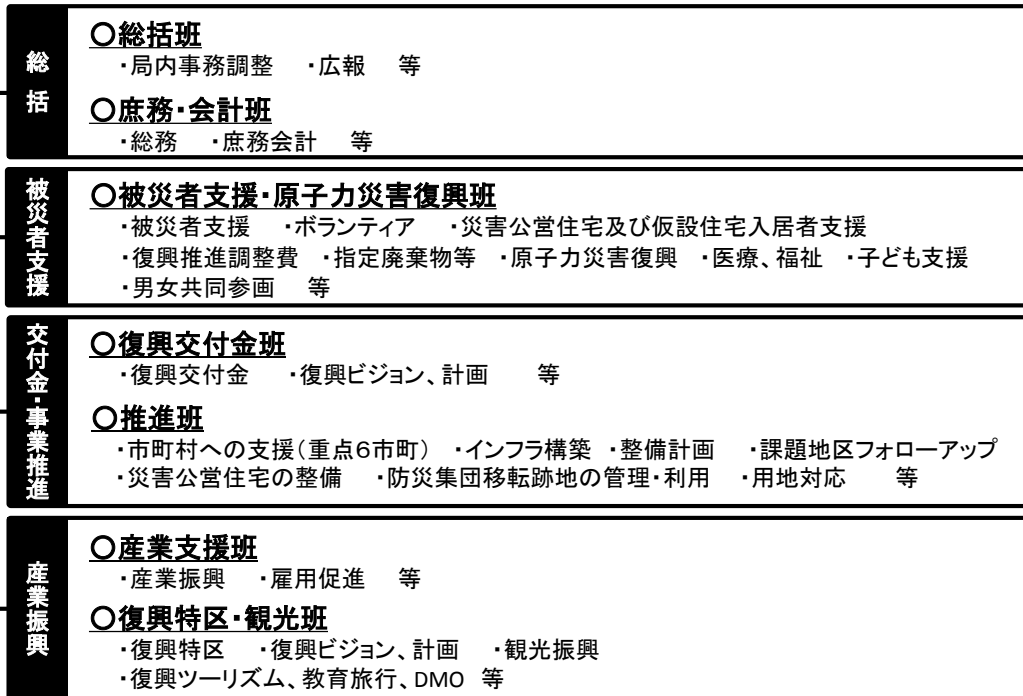 総括
〇総括班
・局内事務調整 ・広報 等
〇庶務・会計班
・総務 ・庶務会計 等
被災者支援
〇被災者支援・原子力災害復興班
・被災者支援 ・ボランティア ・災害公営住宅及び仮設住宅入居者支援
・復興推進調整費 ・指定廃棄物等 ・原子力災害復興 ・医療、福祉 ・子ども支援
・男女共同参画 等
交付金・事業推進
〇復興交付金班
・復興交付金 ・復興ビジョン、計画 等
〇推進班
・市町村への支援(重点6市町) ・インフラ構築 ・整備計画 ・課題地区フォローアップ
・災害公営住宅の整備 ・防災集団移転跡地の管理・利用 ・用地対応 等
産業振興
〇産業支援班
・産業振興 ・雇用促進 等
〇復興特区・観光班
・復興特区 ・復興ビジョン、計画 ・観光振興
・復興ツーリズム、教育旅行、DMO 等